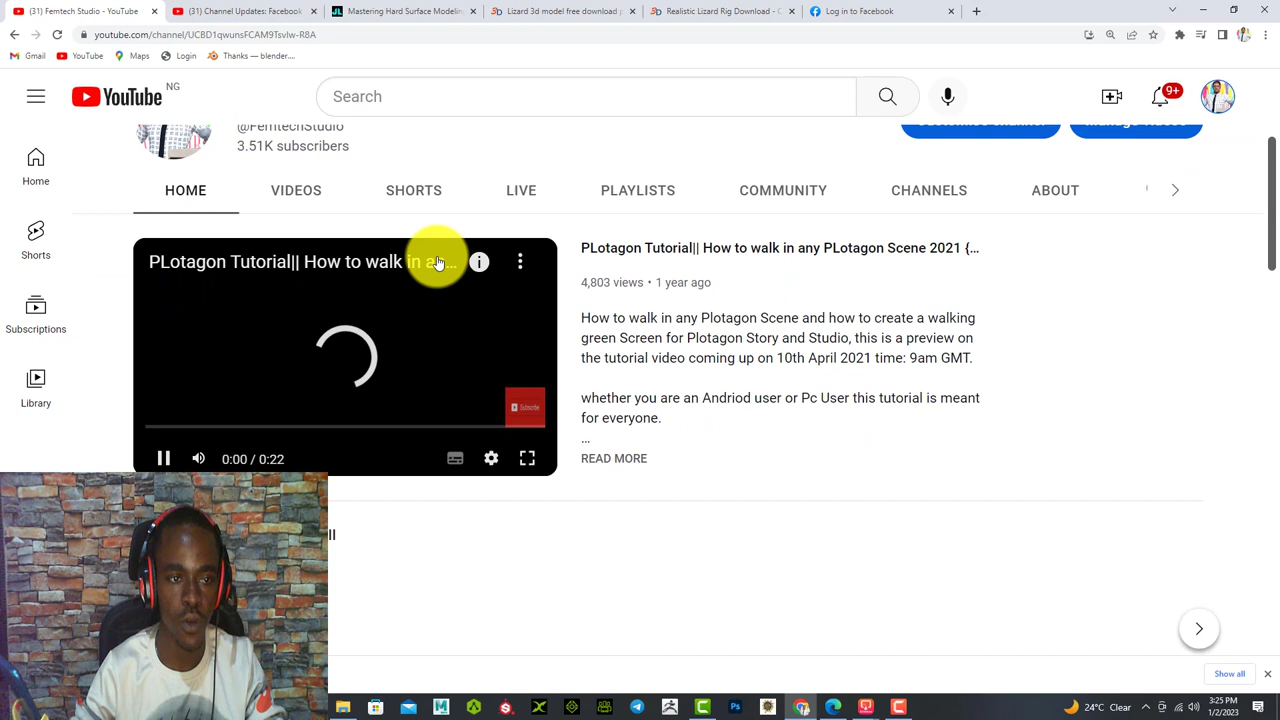 (31) Femtech Studio - YouTube
(31) Channel Updates: Facebook
Mastering Hard Surface Modelin
Lizard 3d model free download
Realistic Lizard Rig Download - C
Log in to Facebook
youtube.com/channel/UCBD1qwunsFCAM9Tsvlw-R8A
Gmail
YouTube
Maps
Login
Thanks — blender....
YouTube
NG
Search
9+
@FemtechStudio
3.51K subscribers
Customise channel
Manage videos
Home
Shorts
Subscriptions
Library
HOME
VIDEOS
SHORTS
LIVE
PLAYLISTS
COMMUNITY
CHANNELS
ABOUT
PLotagon Tutorial|| How to walk in a
Subscribe
0:00 / 0:22
PLotagon Tutorial|| How to walk in any PLotagon Scene 2021 {...
4,803 views • 1 year ago
How to walk in any Plotagon Scene and how to create a walking
green Screen for Plotagon Story and Studio, this is a preview on
the tutorial video coming up on 10th April 2021 time: 9am GMT.
whether you are an Andriod user or Pc User this tutorial is meant
for everyone.
...
READ MORE
Show all
24°C Clear
3:25 PM
1/2/2023